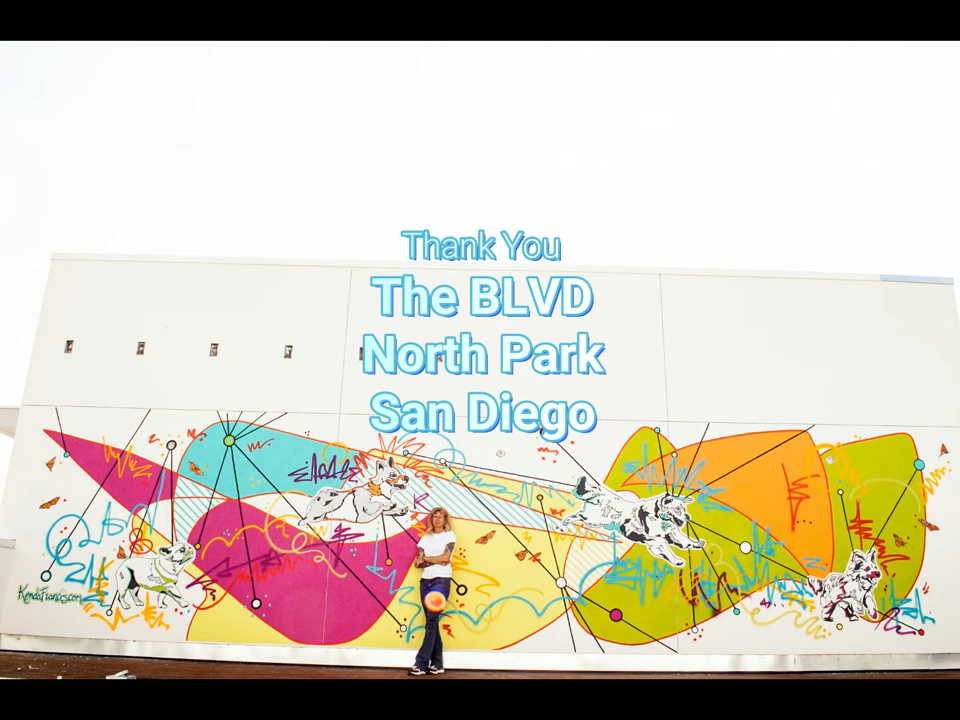 Thank You
The BLVD
North Park
San Diego
KendaFrancis.com